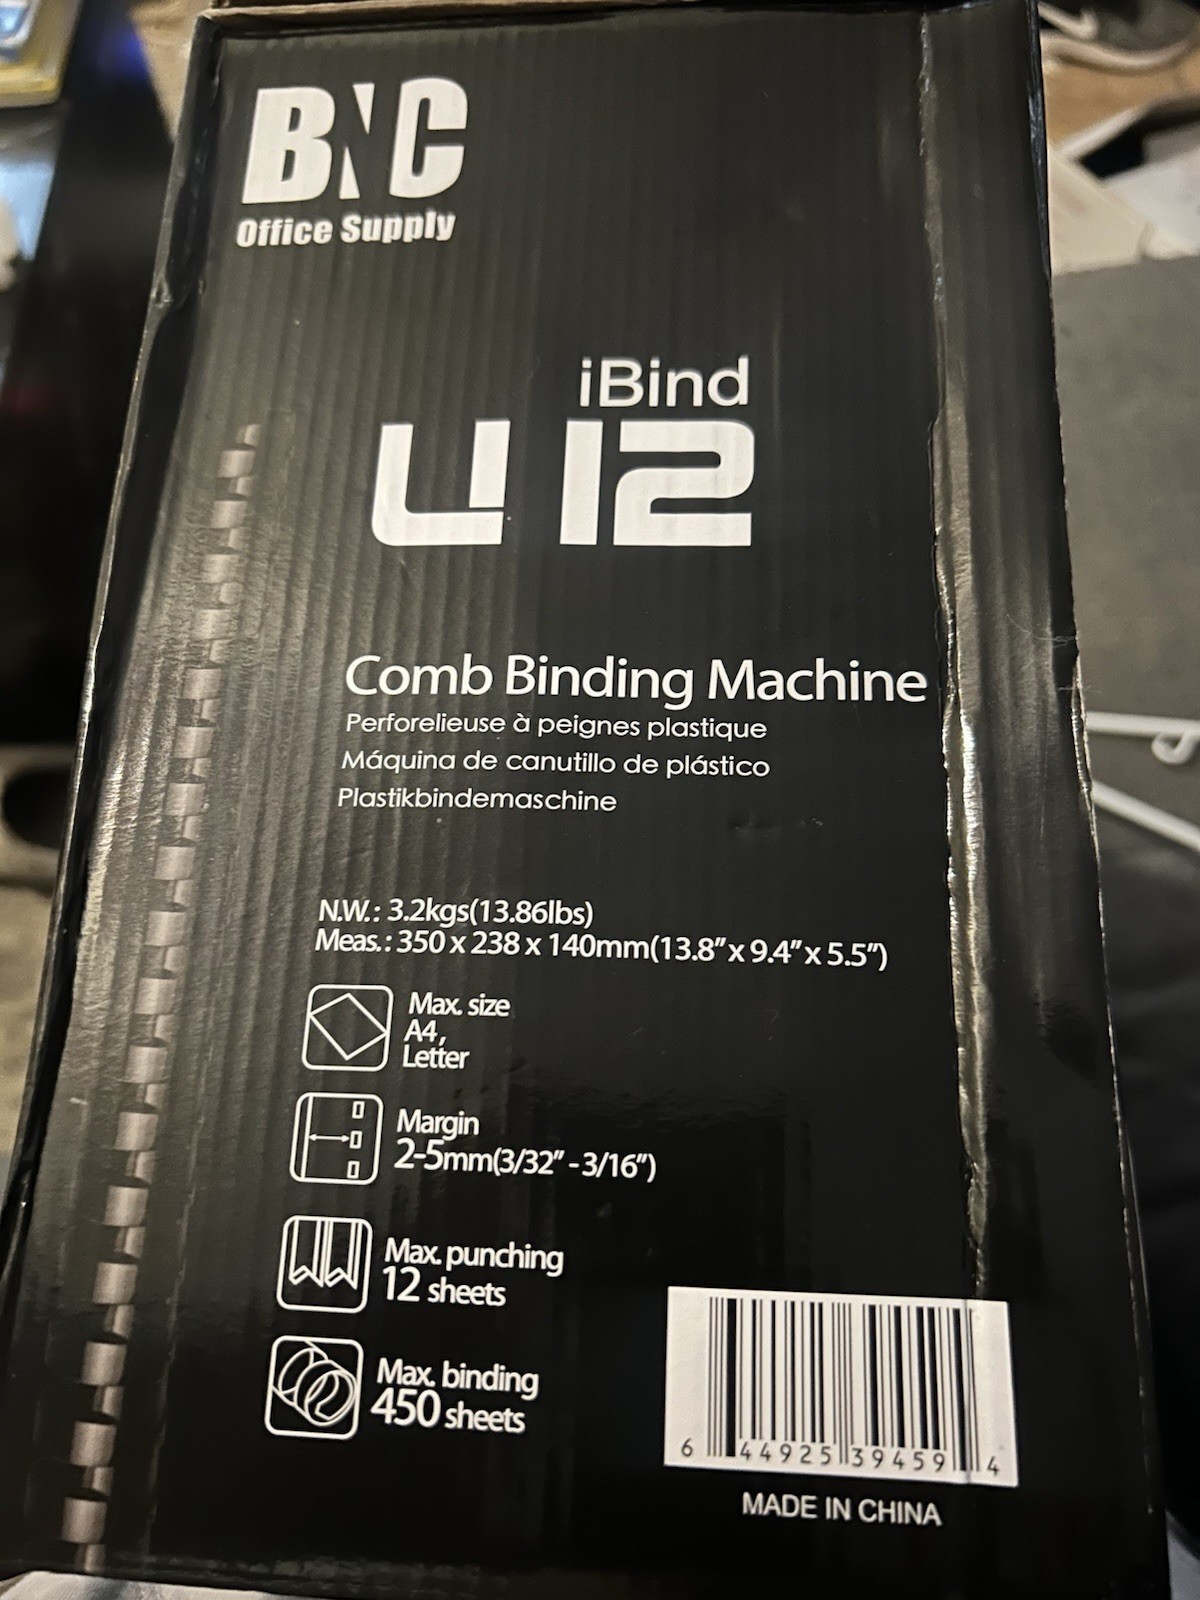 BNC
Office Supply
iBind
U12
Comb Binding Machine
Perforelieuse à peignes plastique
Máquina de canutillo de plástico
Plastikbindemaschine
N.W.: 3.2kgs(13.86lbs)
Meas.: 350 x 238 x 140mm(13.8"x 9.4"x 5.5")
Max. size
A4,
Letter
Margin
2-5mm(3/32" - 3/16")
Max. punching
12 sheets
Max. binding
450 sheets
6 44925 39459 4
MADE IN CHINA